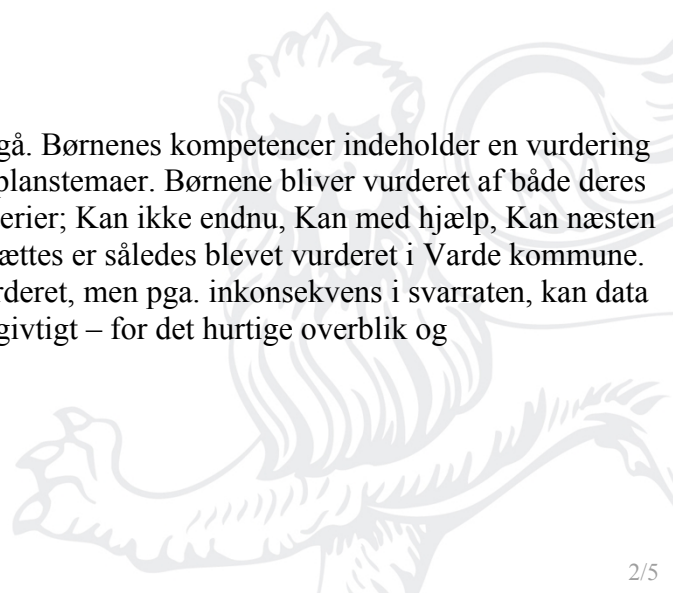 gå. Børnenes kompetencer indeholder en vurdering
planstemaer. Børnene bliver vurderet af både deres
erier; Kan ikke endnu, Kan med hjælp, Kan næsten
ættes er således blevet vurderet i Varde kommune.
rderet, men pga. inkonsekvens i svarraten, kan data
givtigt – for det hurtige overblik og
2/5